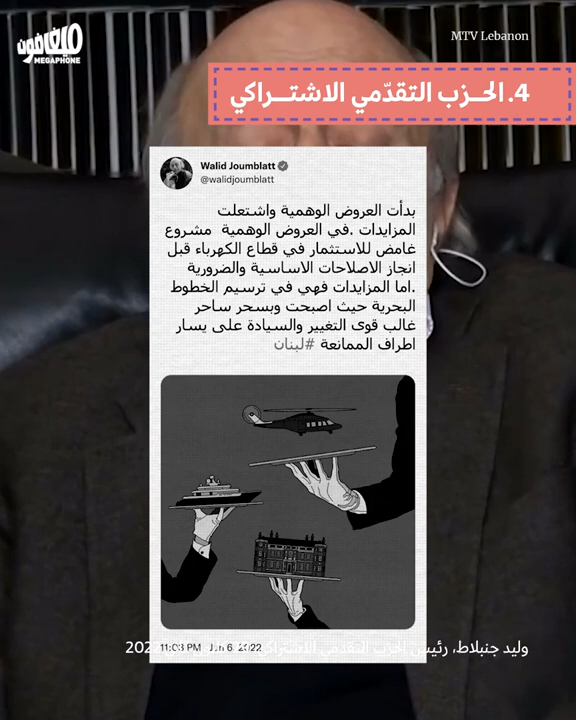 ميغافون
MEGAPHONE
MTV Lebanon
4. الحزب التقدّمي الاشتراكي
Walid Joumblatt
@walidjoumblatt
بدأت العروض الوهمية واشتعلت
المزايدات .في العروض الوهمية مشروع
غامض للاستثمار في قطاع الكهرباء قبل
انجاز الاصلاحات الاساسية والضرورية
.اما المزايدات فهي في ترسيم الخطوط
البحرية حيث اصبحت وبسحر ساحر
غالب قوى التغيير والسيادة على يسار
اطراف الممانعة #لبنان
11:03 PM Jun 6, 2022
وليد جنبلاط، رئيس الحزب التقدمي الاشتراكي، 2022